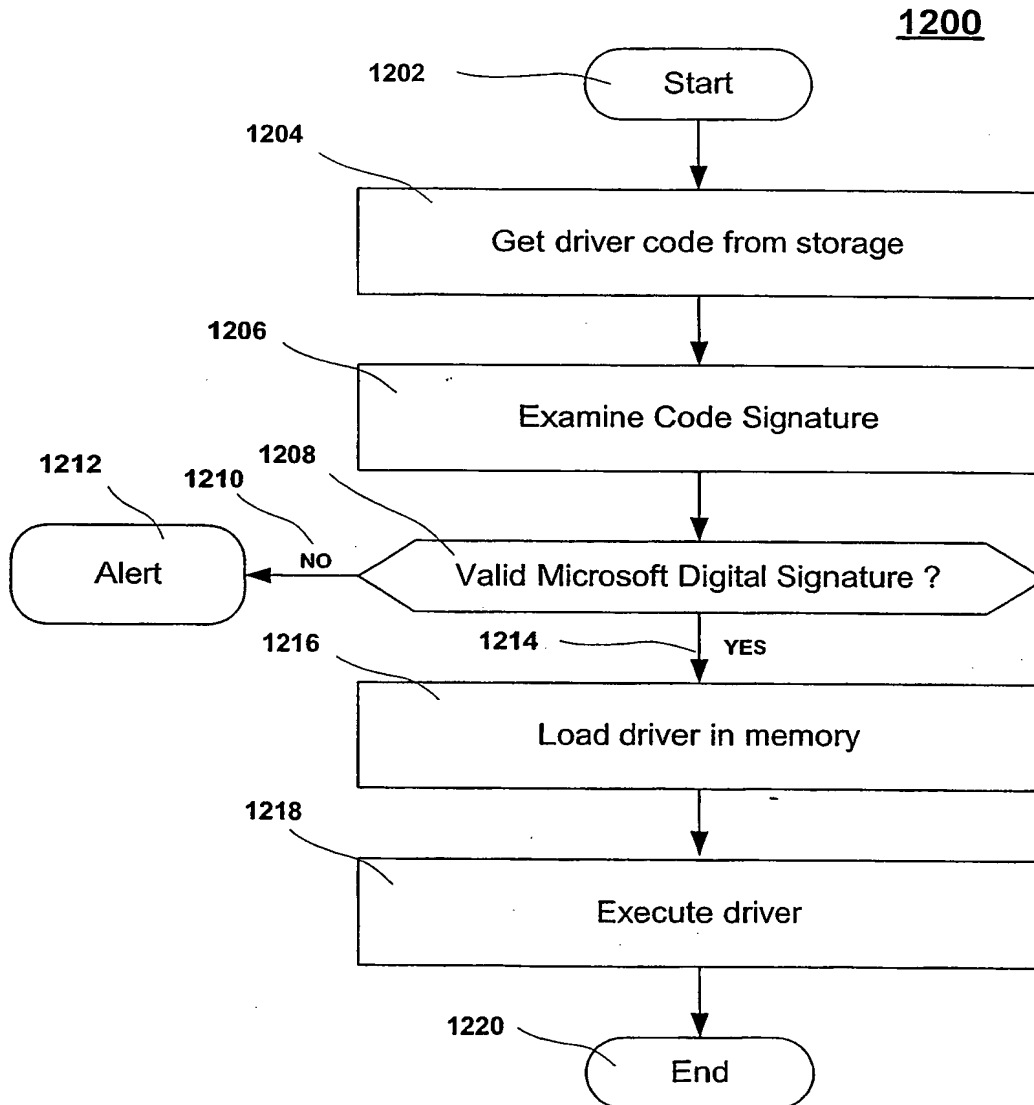 1200
1202
Start
1204
Get driver code from storage
1206
Examine Code Signature
1208
1210
1212
Alert
NO
Valid Microsoft Digital Signature ?
1214
YES
1216
Load driver in memory
1218
Execute driver
1220
End